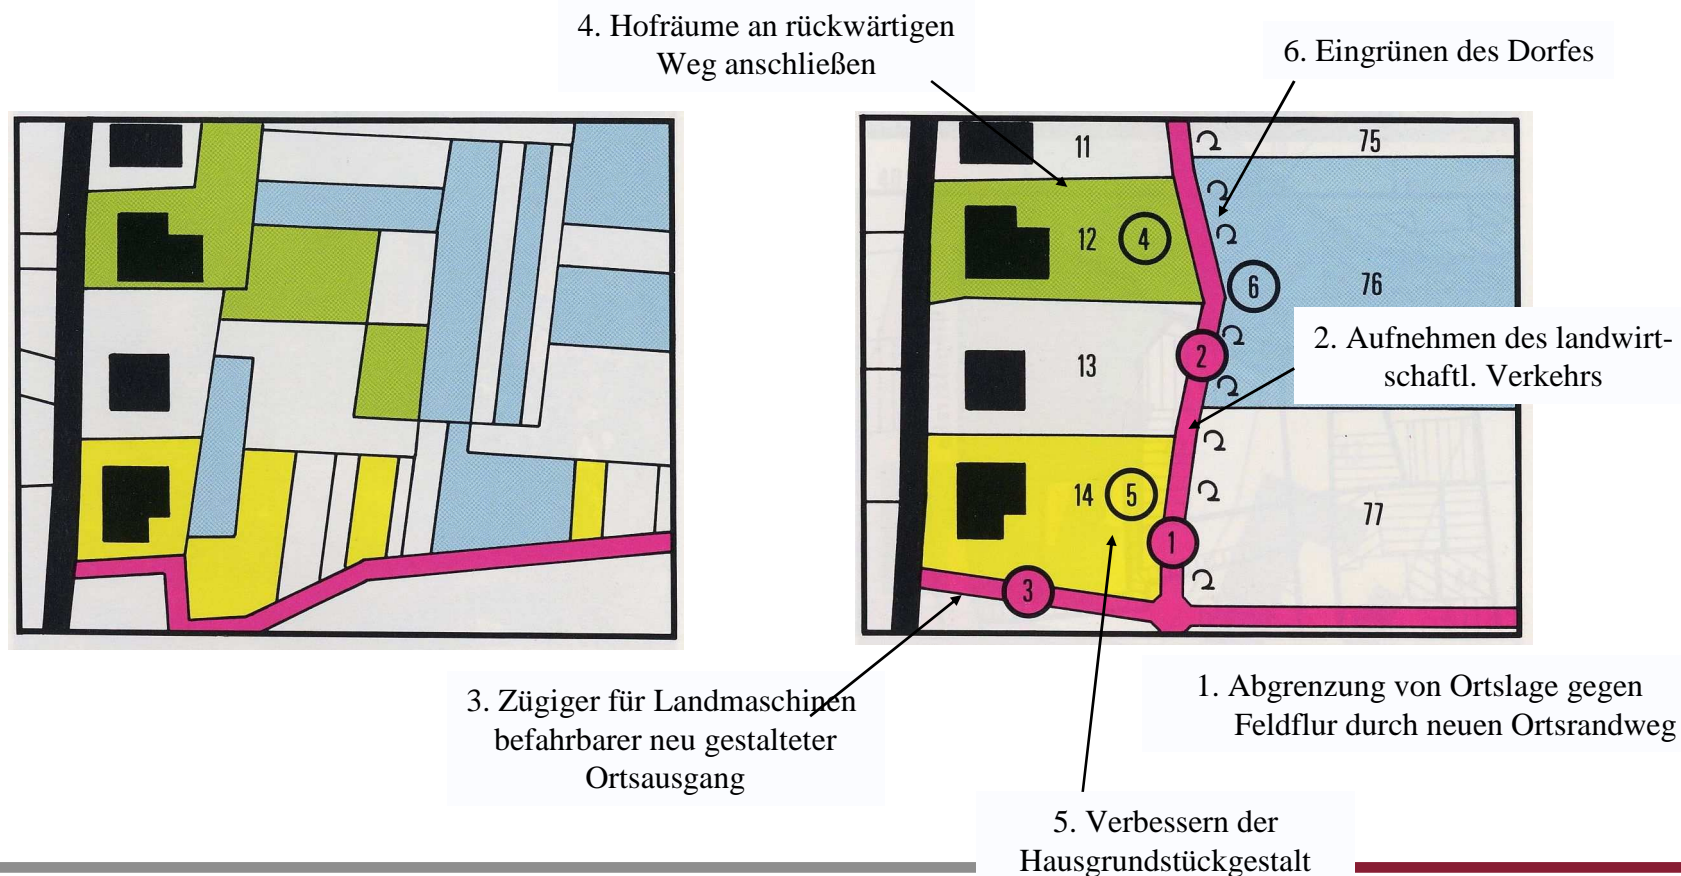 4. Hofräume an rückwärtigen
Weg anschließen
6. Eingrünen des Dorfes
11
75
12
4
6
76
2. Aufnehmen des landwirt-
schaftl. Verkehrs
2
13
14
5
77
1
3
3. Zügiger für Landmaschinen
befahrbarer neu gestalteter
Ortsausgang
1. Abgrenzung von Ortslage gegen
Feldflur durch neuen Ortsrandweg
5. Verbessern der
Hausgrundstückgestalt